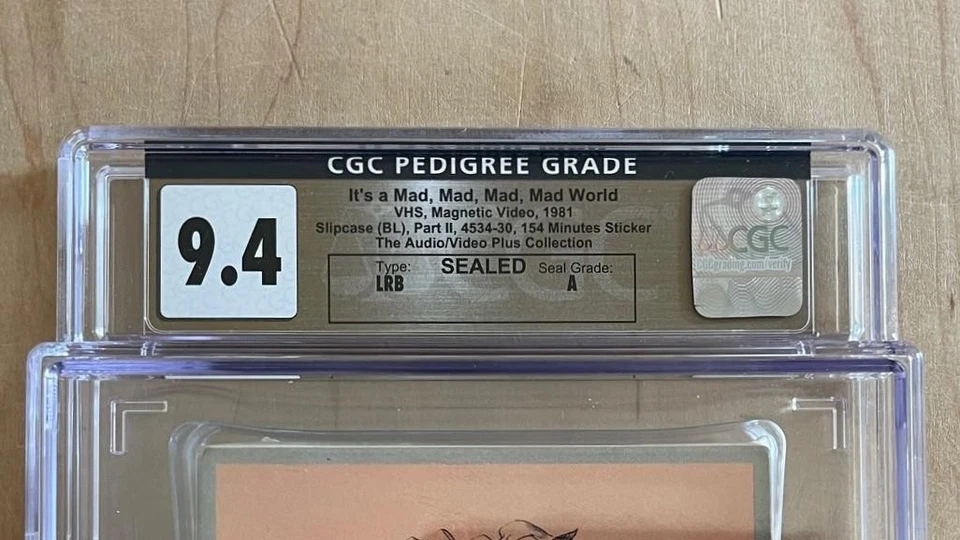 CGC PEDIGREE GRADE
9.4
It's a Mad, Mad, Mad, Mad World
VHS, Magnetic Video, 1981
Slipcase (BL), Part II, 4534-30, 154 Minutes Sticker
The Audio/Video Plus Collection
Type: SEALED Seal Grade:
LRB A
CGC
CGCgrading.com/verify